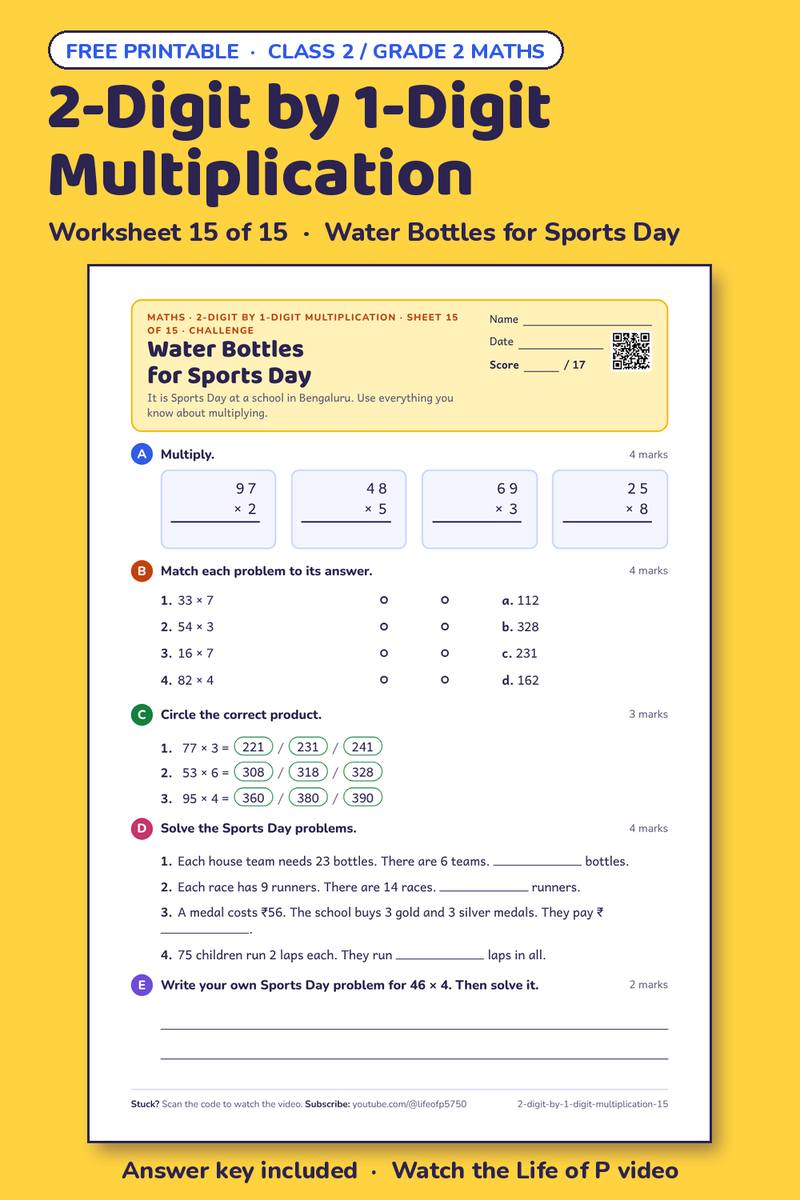 FREE PRINTABLE · CLASS 2 / GRADE 2 MATHS
2-Digit by 1-Digit
Multiplication
Worksheet 15 of 15 · Water Bottles for Sports Day
MATHS · 2-DIGIT BY 1-DIGIT MULTIPLICATION · SHEET 15
OF 15 · CHALLENGE
Water Bottles
for Sports Day
It is Sports Day at a school in Bengaluru. Use everything you
know about multiplying.
Name ________
Date ________
Score ____ / 17
A Multiply. 4 marks
97 48 69 25
× 2 × 5 × 3 × 8
B Match each problem to its answer. 4 marks
1. 33 × 7 a. 112
2. 54 × 3 b. 328
3. 16 × 7 c. 231
4. 82 × 4 d. 162
C Circle the correct product. 3 marks
1. 77 × 3 = 221 / 231 / 241
2. 53 × 6 = 308 / 318 / 328
3. 95 × 4 = 360 / 380 / 390
D Solve the Sports Day problems. 4 marks
1. Each house team needs 23 bottles. There are 6 teams. ________ bottles.
2. Each race has 9 runners. There are 14 races. ________ runners.
3. A medal costs ₹56. The school buys 3 gold and 3 silver medals. They pay ₹
________.
4. 75 children run 2 laps each. They run ________ laps in all.
E Write your own Sports Day problem for 46 × 4. Then solve it. 2 marks
Stuck? Scan the code to watch the video. Subscribe: youtube.com/@lifeofp5750 2-digit-by-1-digit-multiplication-15
Answer key included · Watch the Life of P video